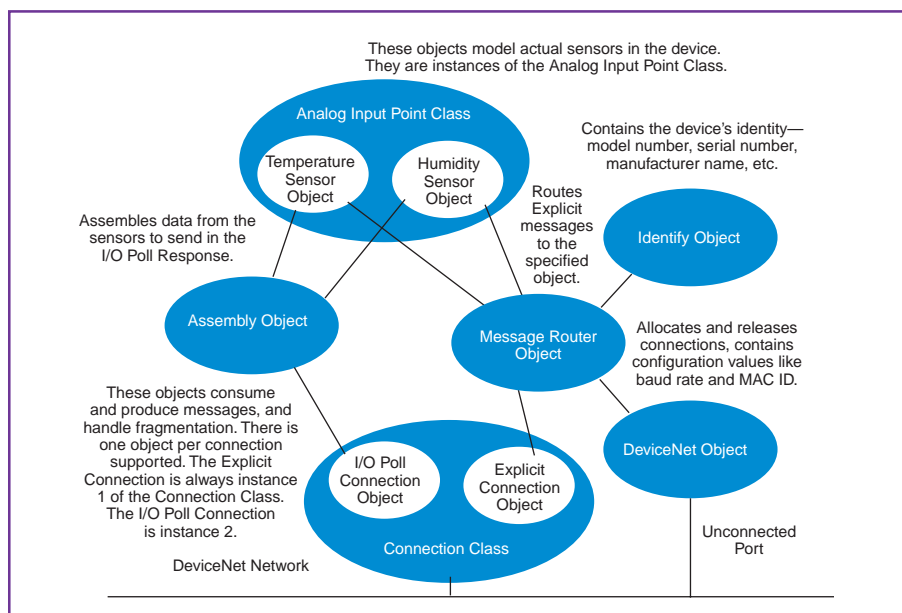 These objects model actual sensors in the device.
They are instances of the Analog Input Point Class.
Analog Input Point Class
Temperature
Sensor
Object
Humidity
Sensor
Object
Contains the device's identity—
model number, serial number,
manufacturer name, etc.
Assembles data from the
sensors to send in the
I/O Poll Response.
Routes
Explicit
messages
to the
specified
object.
Identify Object
Assembly Object
Message Router
Object
Allocates and releases
connections, contains
configuration values like
baud rate and MAC ID.
These objects consume
and produce messages, and
handle fragmentation. There is
one object per connection
supported. The Explicit
Connection is always instance
1 of the Connection Class.
The I/O Poll Connection
is instance 2.
I/O Poll
Connection
Object
Explicit
Connection
Object
DeviceNet Object
Connection Class
Unconnected
Port
DeviceNet Network